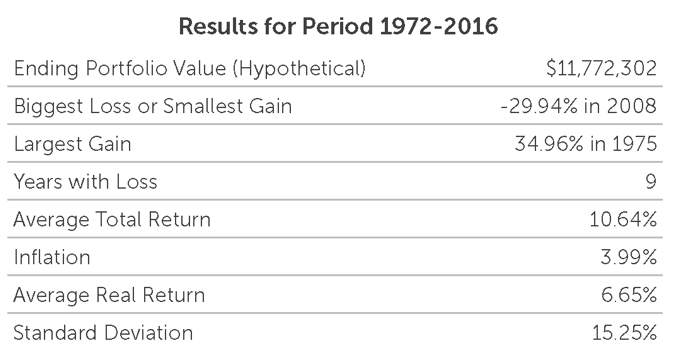 Results for Period 1972-2016
Ending Portfolio Value (Hypothetical) $11,772,302
Biggest Loss or Smallest Gain -29.94% in 2008
Largest Gain 34.96% in 1975
Years with Loss 9
Average Total Return 10.64%
Inflation 3.99%
Average Real Return 6.65%
Standard Deviation 15.25%